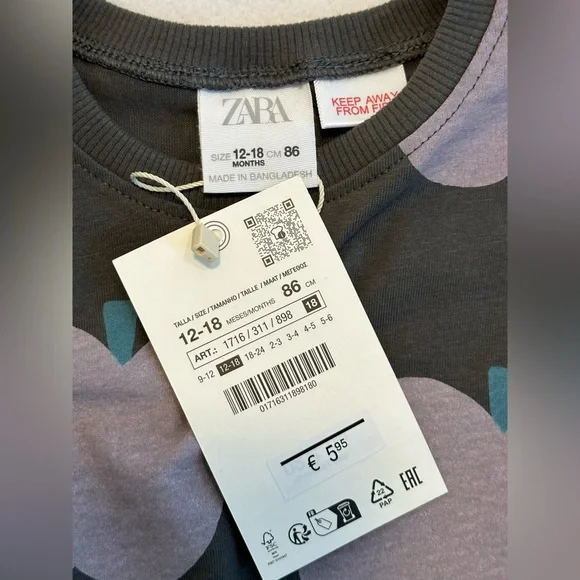 ZARA
SIZE 12-18 CM 86
MONTHS
MADE IN BANGLADESH
KEEP AWAY
FROM FIRE
TALLA / SIZE / TAMANHO / TAILLE / MAAT / ΜΕΓΕΘΟΣ
12-18 MESES/MONTHS 86 CM
ART.: 1716 / 311 / 898 18
9-12 12-18 18-24 2-3 3-4 4-5 5-6
01716311898180
€ 5,95
FSC
FR
22
PAP
EAC